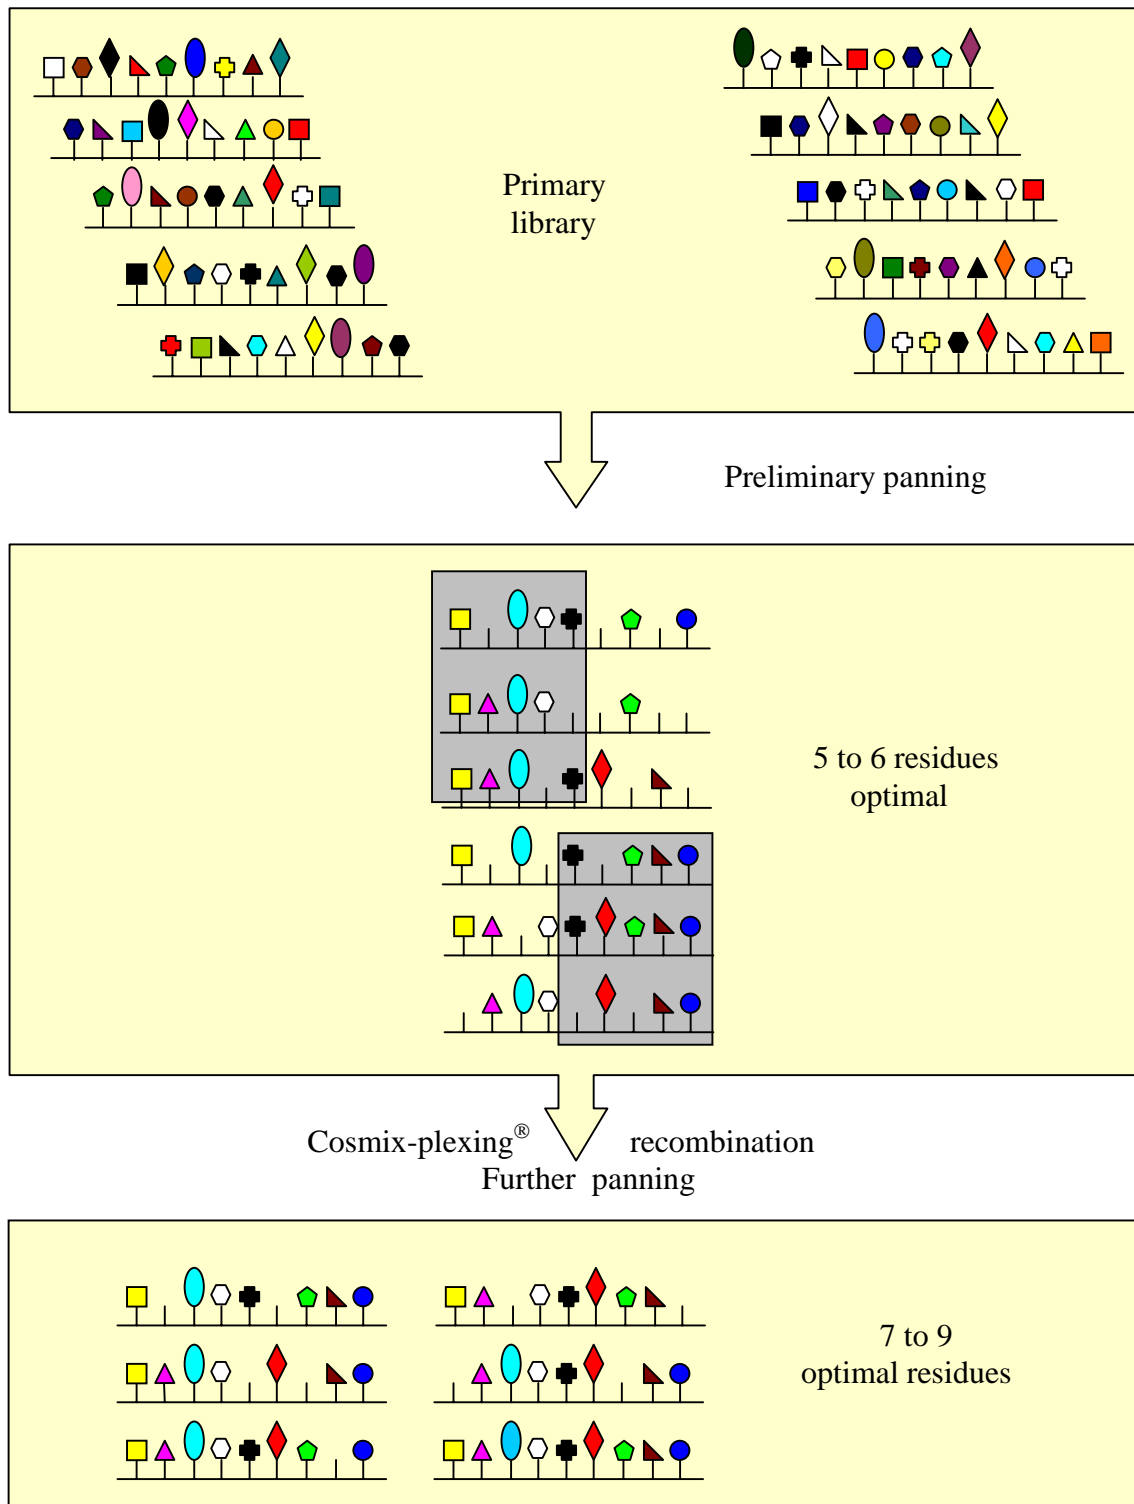 Primary
library
Preliminary panning
5 to 6 residues
optimal
Cosmix-plexing® recombination
Further panning
7 to 9
optimal residues